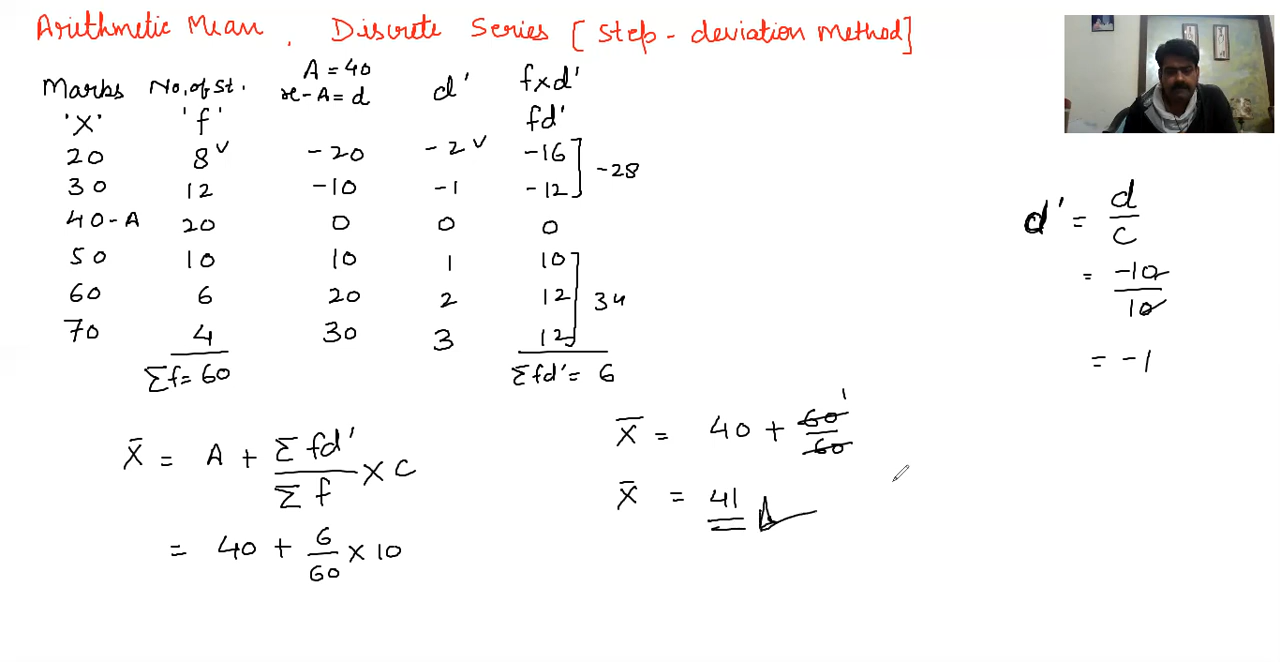 Arithmetic Mean, Discrete Series [Step-deviation Method]
Marks No. of St. A = 40 d' f×d'
x-A=d
'X' 'f' fd'
20 8 -20 -2 -16
-28
30 12 -10 -1 -12
40-A 20 0 0 0
50 10 10 1 10
60 6 20 2 12 34
70 4 30 3 12
Σf= 60 Σfd'= 6
d' = d/c
= -10/10
= -1
X̄ = A + Σfd'/Σf × C
= 40 + 6/60 × 10
X̄ = 40 + 60/60 1
X̄ = 41